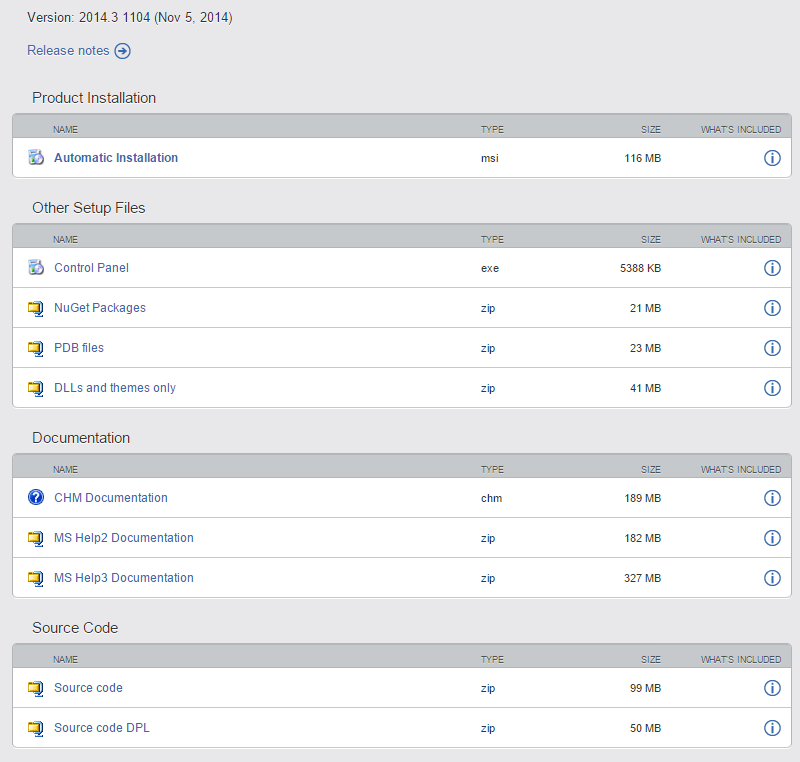 Version: 2014.3 1104 (Nov 5, 2014)
Release notes
Product Installation
NAME TYPE SIZE WHAT'S INCLUDED
Automatic Installation msi 116 MB
Other Setup Files
NAME TYPE SIZE WHAT'S INCLUDED
Control Panel exe 5388 KB
NuGet Packages zip 21 MB
PDB files zip 23 MB
DLLs and themes only zip 41 MB
Documentation
NAME TYPE SIZE WHAT'S INCLUDED
CHM Documentation chm 189 MB
MS Help2 Documentation zip 182 MB
MS Help3 Documentation zip 327 MB
Source Code
NAME TYPE SIZE WHAT'S INCLUDED
Source code zip 99 MB
Source code DPL zip 50 MB